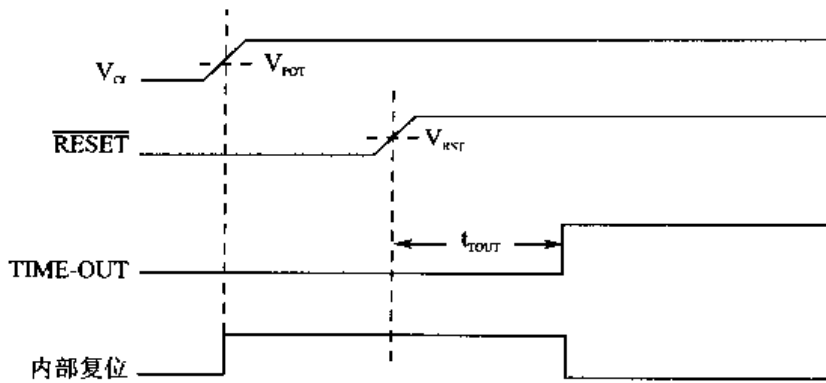 V_CC
V_POT
RESET
V_RST
t_TOUT
TIME-OUT
内部复位